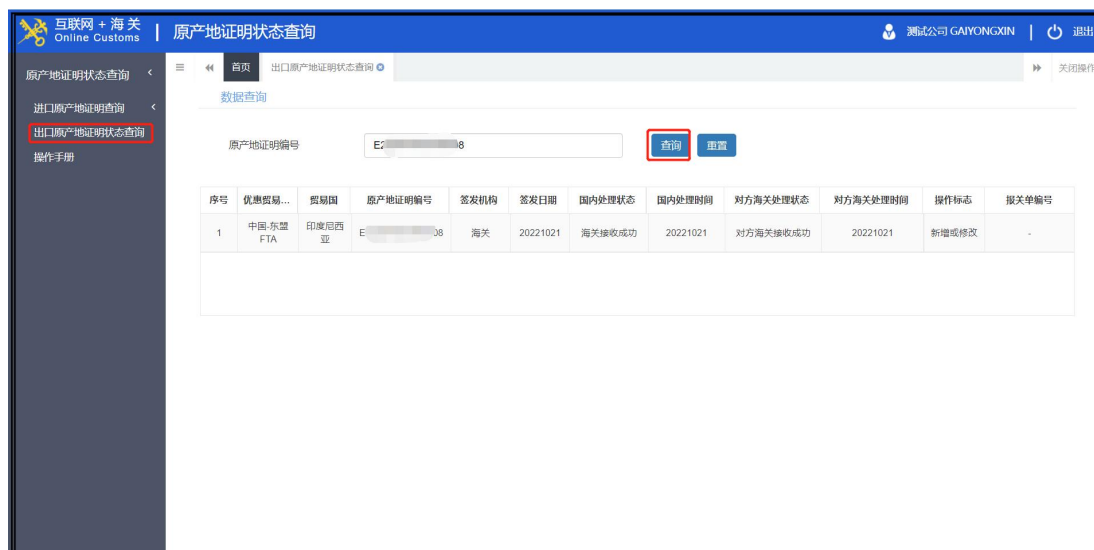 互联网 + 海关
Online Customs
原产地证明状态查询
测试公司 GAIYONGXIN
退出
原产地证明状态查询
首页
出口原产地证明状态查询
关闭操作
进口原产地证明查询
出口原产地证明状态查询
操作手册
数据查询
原产地证明编号
查询
重置
序号 优惠贸易... 贸易国 原产地证明编号 签发机构 签发日期 国内处理状态 国内处理时间 对方海关处理状态 对方海关处理时间 操作标志 报关单编号
1 中国-东盟 印度尼西 海关 20221021 海关接收成功 20221021 对方海关接收成功 20221021 新增或修改 -
FTA 亚